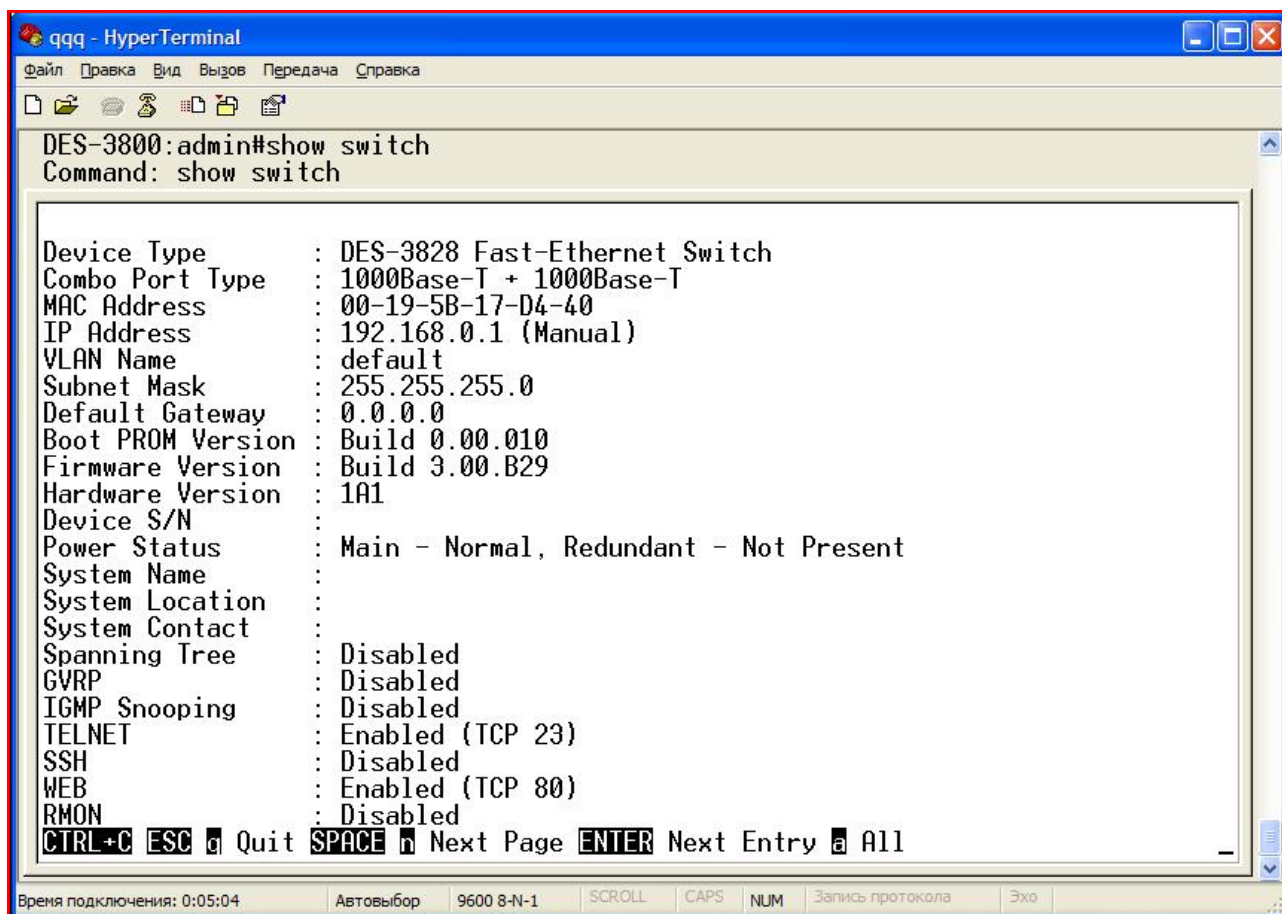 qqq - HyperTerminal
Файл Правка Вид Вызов Передача Справка
DES-3800:admin#show switch
Command: show switch
Device Type : DES-3828 Fast-Ethernet Switch
Combo Port Type : 1000Base-T + 1000Base-T
MAC Address : 00-19-5B-17-D4-40
IP Address : 192.168.0.1 (Manual)
VLAN Name : default
Subnet Mask : 255.255.255.0
Default Gateway : 0.0.0.0
Boot PROM Version : Build 0.00.010
Firmware Version : Build 3.00.B29
Hardware Version : 1A1
Device S/N :
Power Status : Main - Normal, Redundant - Not Present
System Name :
System Location :
System Contact :
Spanning Tree : Disabled
GVRP : Disabled
IGMP Snooping : Disabled
TELNET : Enabled (TCP 23)
SSH : Disabled
WEB : Enabled (TCP 80)
RMON : Disabled
CTRL+C ESC q Quit SPACE n Next Page ENTER Next Entry a All
Время подключения: 0:05:04 Автовыбор 9600 8-N-1 SCROLL CAPS NUM Запись протокола Эхо